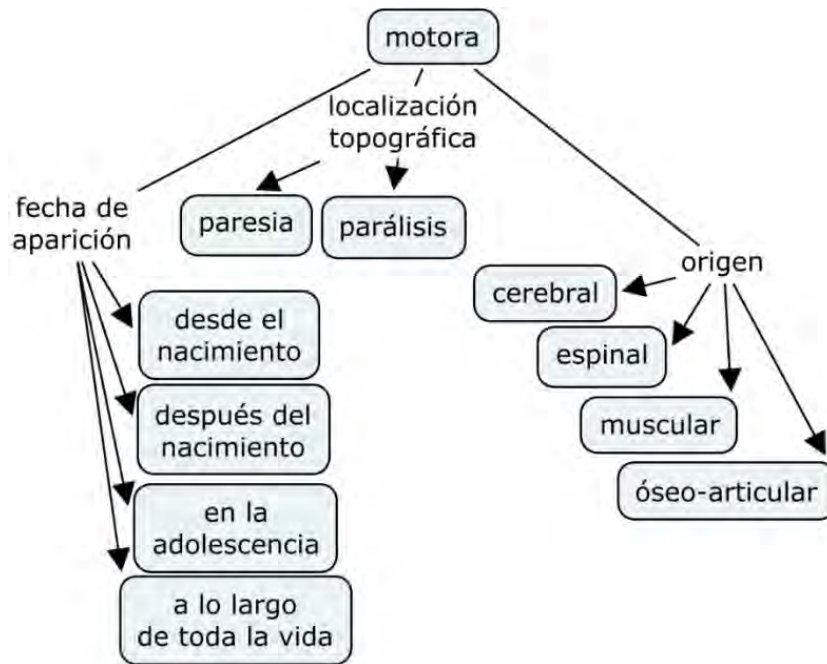 motora
localización
topográfica
fecha de
aparición
paresia
parálisis
origen
cerebral
desde el
nacimiento
espinal
después del
nacimiento
muscular
óseo-articular
en la
adolescencia
a lo largo
de toda la vida